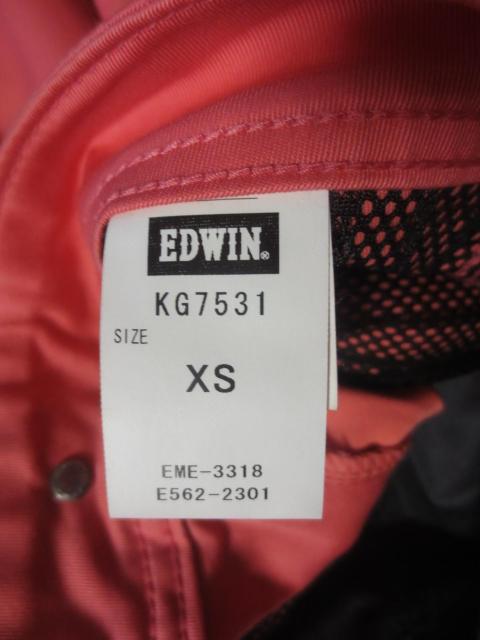 EDWIN®
KG7531
SIZE
XS
EME-3318
E562-2301